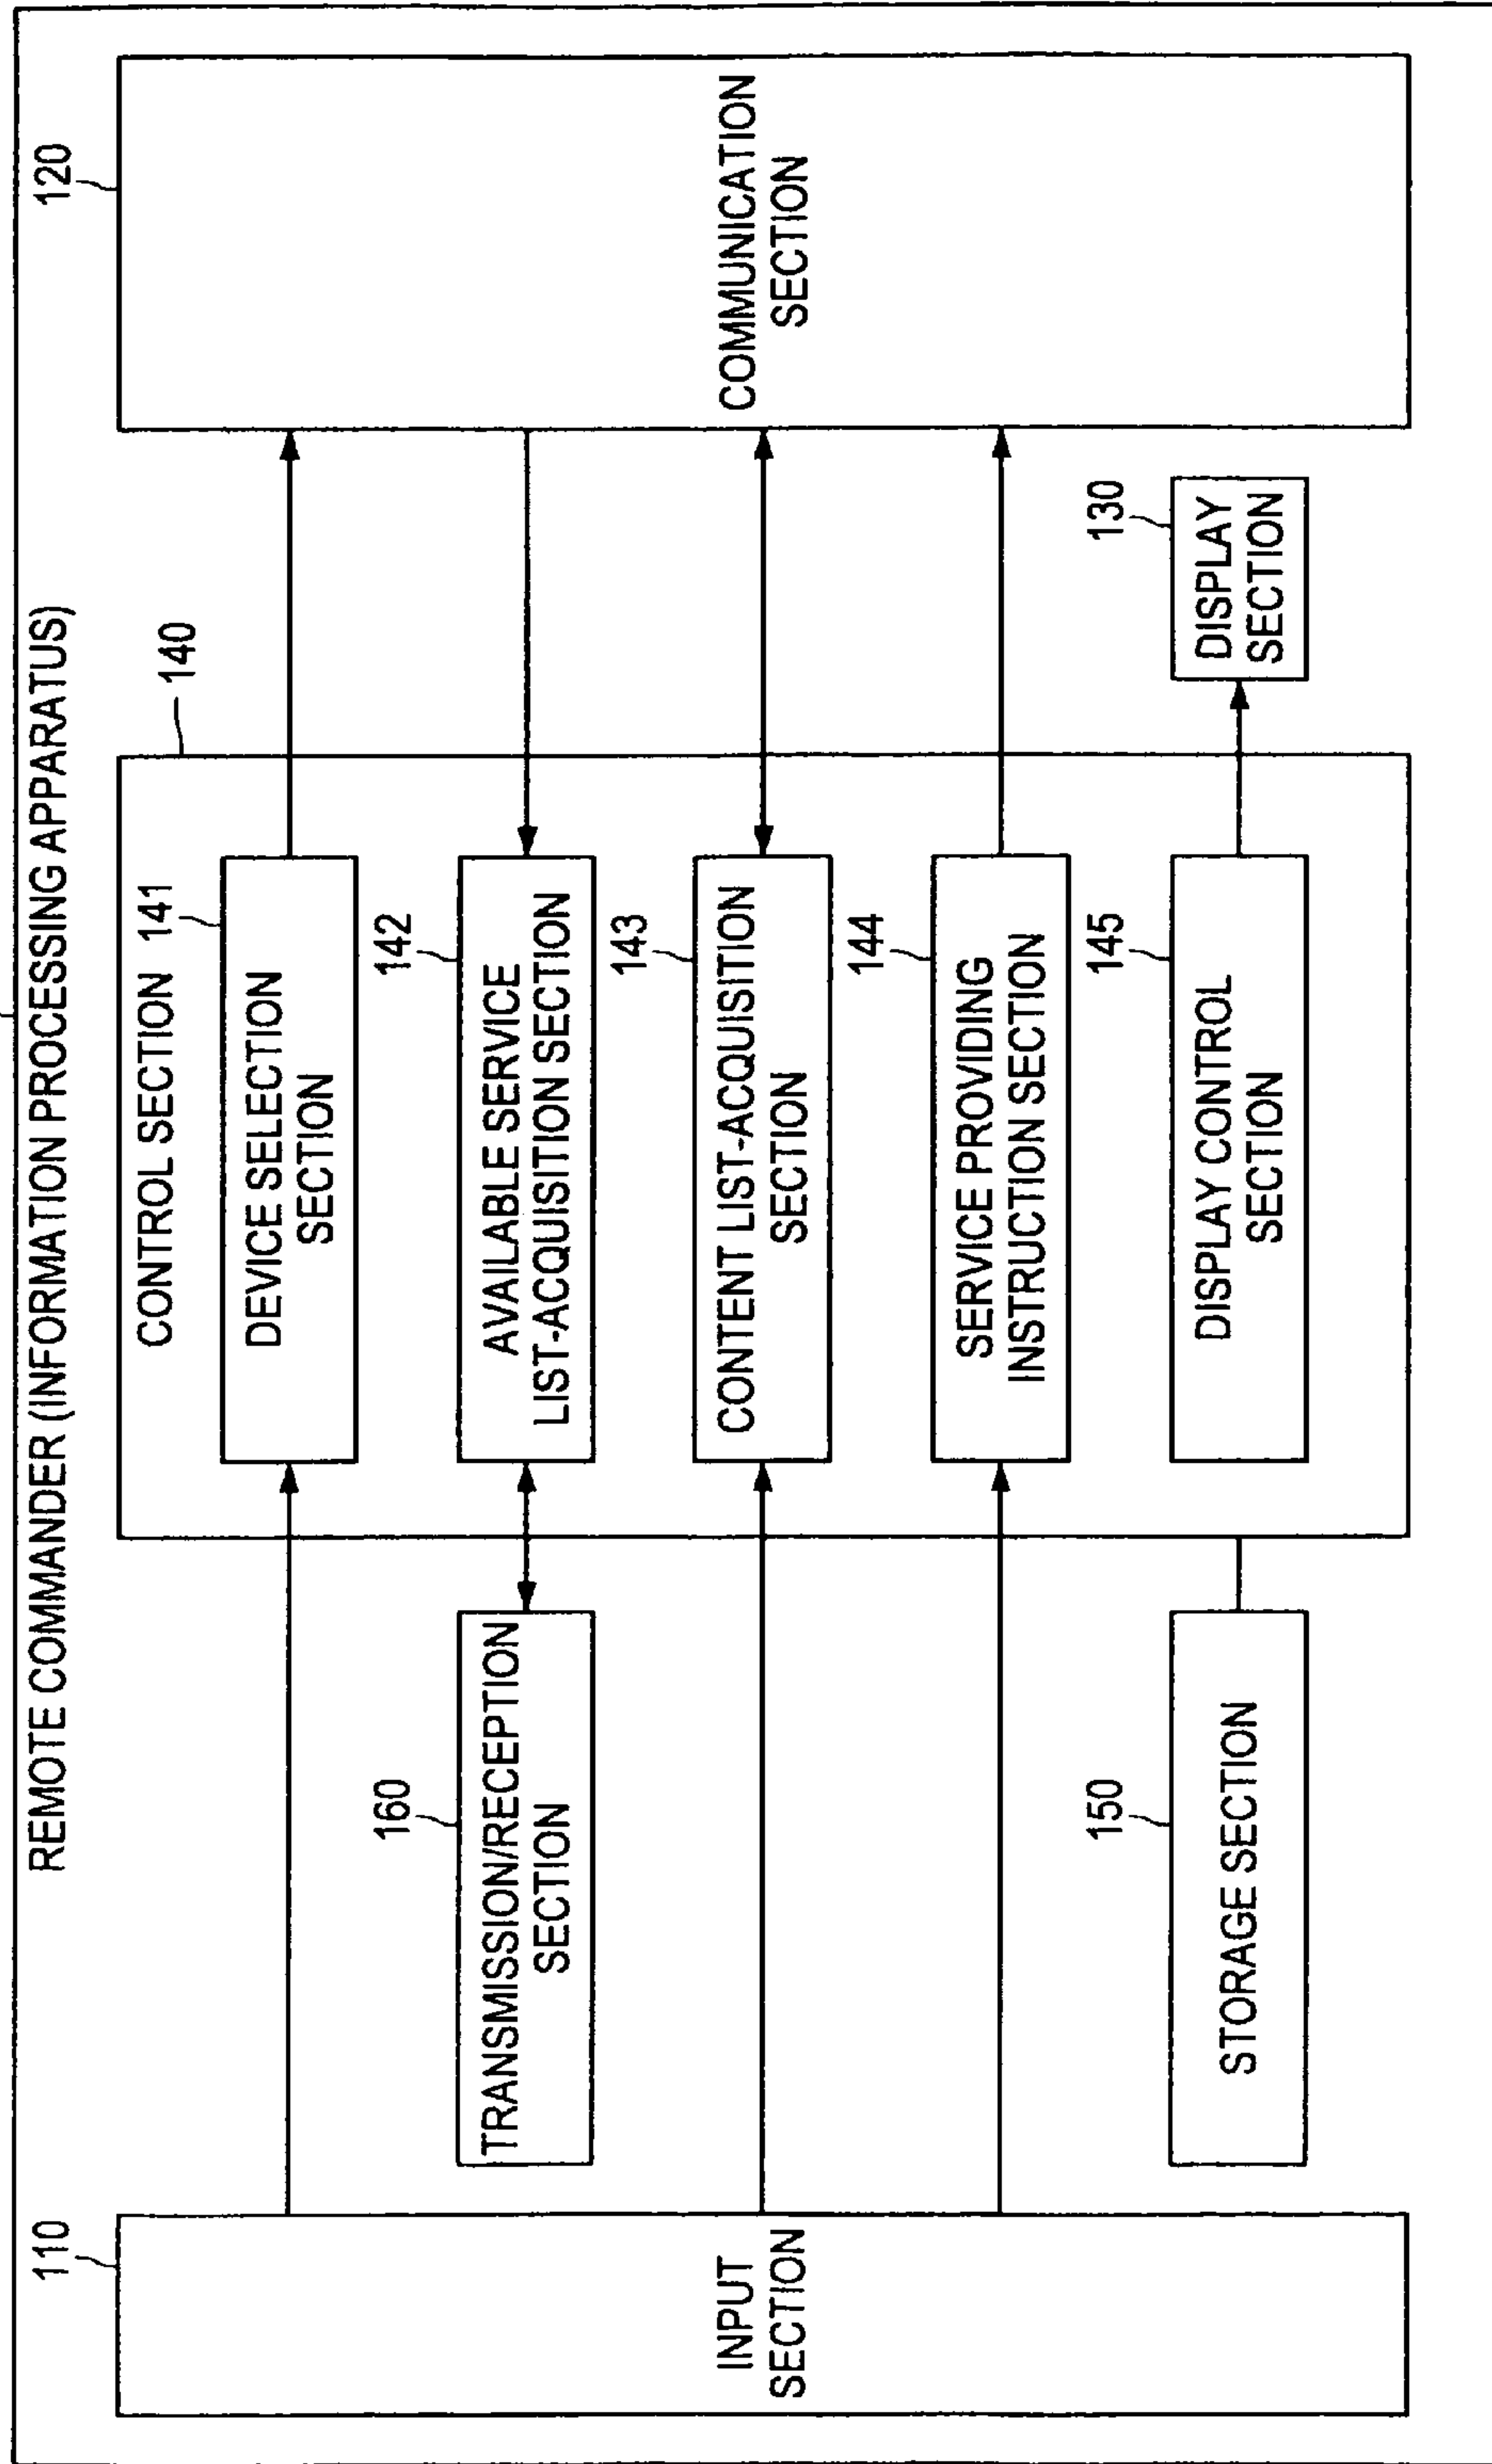 REMOTE COMMANDER (INFORMATION PROCESSING APPARATUS)
110
INPUT
SECTION
160
TRANSMISSION/RECEPTION
SECTION
150
STORAGE SECTION
140
CONTROL SECTION
141
DEVICE SELECTION
SECTION
142
AVAILABLE SERVICE
LIST-ACQUISITION SECTION
143
CONTENT LIST-ACQUISITION
SECTION
144
SERVICE PROVIDING
INSTRUCTION SECTION
145
DISPLAY CONTROL
SECTION
130
DISPLAY
SECTION
120
COMMUNICATION
SECTION